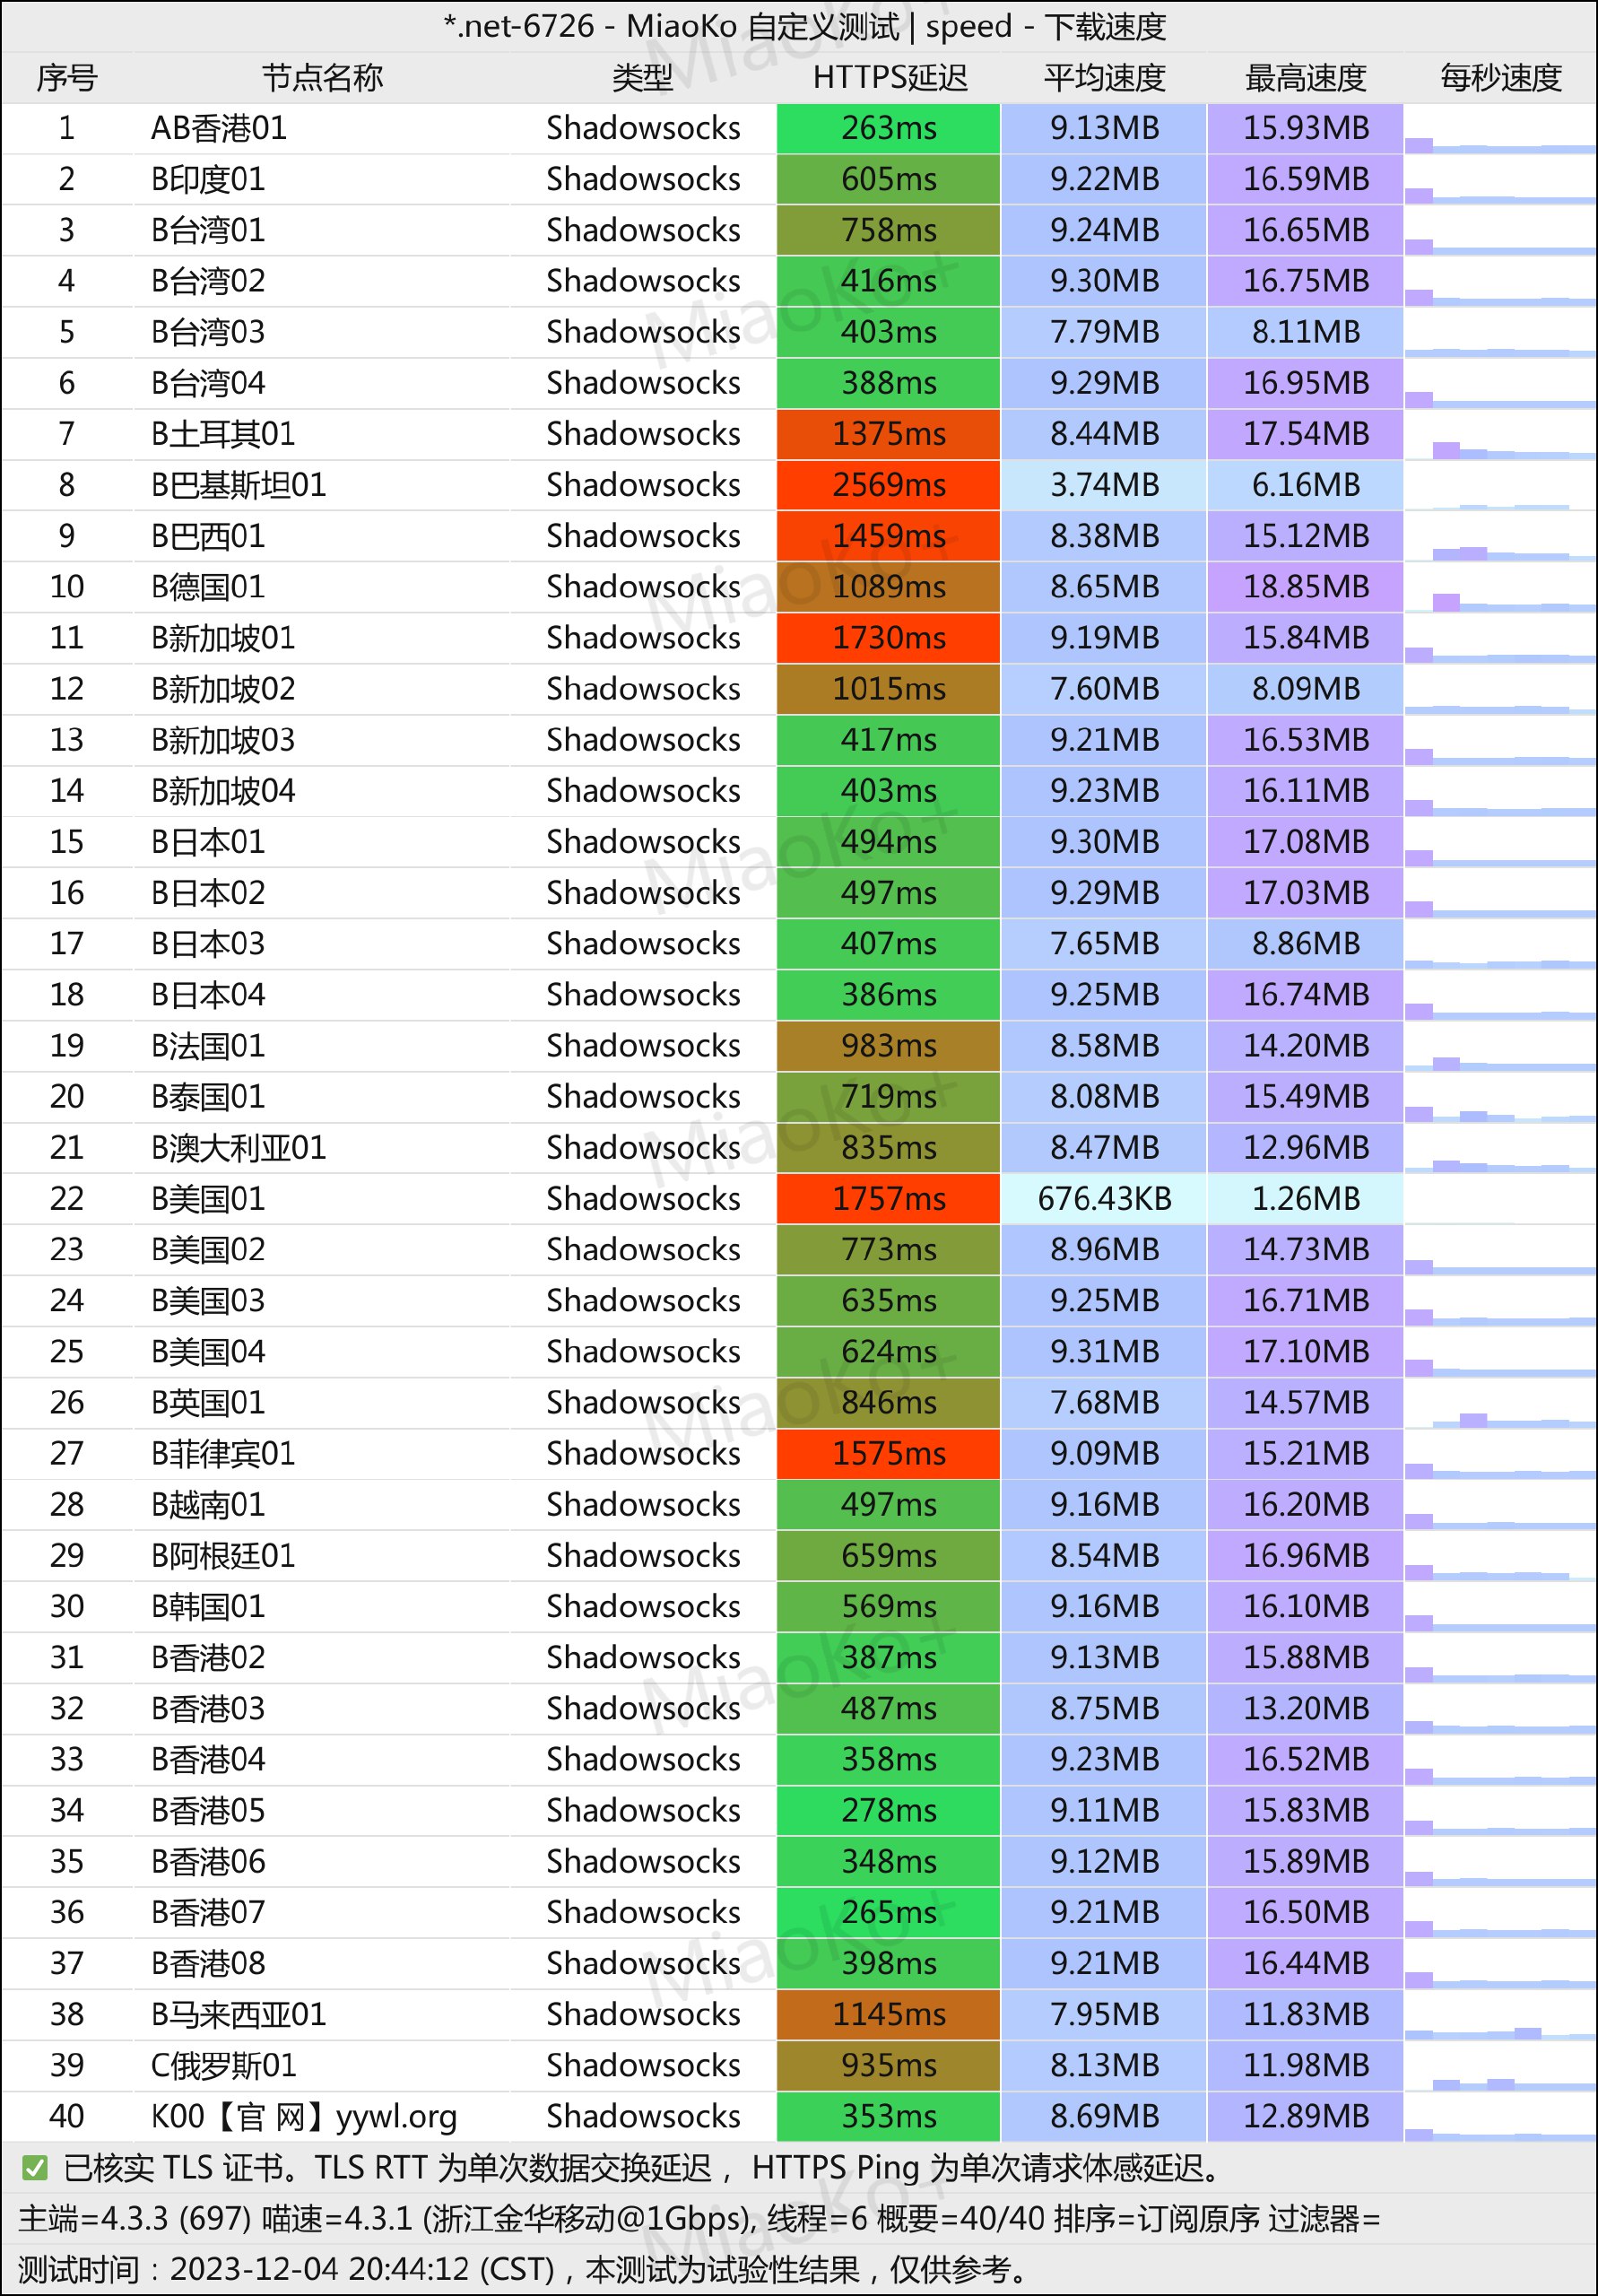 *.net-6726 - MiaoKo 自定义测试 | speed - 下载速度
序号 节点名称 类型 HTTPS延迟 平均速度 最高速度 每秒速度
1 AB香港01 Shadowsocks 263ms 9.13MB 15.93MB
2 B印度01 Shadowsocks 605ms 9.22MB 16.59MB
3 B台湾01 Shadowsocks 758ms 9.24MB 16.65MB
4 B台湾02 Shadowsocks 416ms 9.30MB 16.75MB
5 B台湾03 Shadowsocks 403ms 7.79MB 8.11MB
6 B台湾04 Shadowsocks 388ms 9.29MB 16.95MB
7 B土耳其01 Shadowsocks 1375ms 8.44MB 17.54MB
8 B巴基斯坦01 Shadowsocks 2569ms 3.74MB 6.16MB
9 B巴西01 Shadowsocks 1459ms 8.38MB 15.12MB
10 B德国01 Shadowsocks 1089ms 8.65MB 18.85MB
11 B新加坡01 Shadowsocks 1730ms 9.19MB 15.84MB
12 B新加坡02 Shadowsocks 1015ms 7.60MB 8.09MB
13 B新加坡03 Shadowsocks 417ms 9.21MB 16.53MB
14 B新加坡04 Shadowsocks 403ms 9.23MB 16.11MB
15 B日本01 Shadowsocks 494ms 9.30MB 17.08MB
16 B日本02 Shadowsocks 497ms 9.29MB 17.03MB
17 B日本03 Shadowsocks 407ms 7.65MB 8.86MB
18 B日本04 Shadowsocks 386ms 9.25MB 16.74MB
19 B法国01 Shadowsocks 983ms 8.58MB 14.20MB
20 B泰国01 Shadowsocks 719ms 8.08MB 15.49MB
21 B澳大利亚01 Shadowsocks 835ms 8.47MB 12.96MB
22 B美国01 Shadowsocks 1757ms 676.43KB 1.26MB
23 B美国02 Shadowsocks 773ms 8.96MB 14.73MB
24 B美国03 Shadowsocks 635ms 9.25MB 16.71MB
25 B美国04 Shadowsocks 624ms 9.31MB 17.10MB
26 B英国01 Shadowsocks 846ms 7.68MB 14.57MB
27 B菲律宾01 Shadowsocks 1575ms 9.09MB 15.21MB
28 B越南01 Shadowsocks 497ms 9.16MB 16.20MB
29 B阿根廷01 Shadowsocks 659ms 8.54MB 16.96MB
30 B韩国01 Shadowsocks 569ms 9.16MB 16.10MB
31 B香港02 Shadowsocks 387ms 9.13MB 15.88MB
32 B香港03 Shadowsocks 487ms 8.75MB 13.20MB
33 B香港04 Shadowsocks 358ms 9.23MB 16.52MB
34 B香港05 Shadowsocks 278ms 9.11MB 15.83MB
35 B香港06 Shadowsocks 348ms 9.12MB 15.89MB
36 B香港07 Shadowsocks 265ms 9.21MB 16.50MB
37 B香港08 Shadowsocks 398ms 9.21MB 16.44MB
38 B马来西亚01 Shadowsocks 1145ms 7.95MB 11.83MB
39 C俄罗斯01 Shadowsocks 935ms 8.13MB 11.98MB
40 K00【官 网】yywl.org Shadowsocks 353ms 8.69MB 12.89MB
✅ 已核实 TLS 证书。TLS RTT 为单次数据交换延迟， HTTPS Ping 为单次请求体感延迟。
主端=4.3.3 (697) 喵速=4.3.1 (浙江金华移动@1Gbps), 线程=6 概要=40/40 排序=订阅原序 过滤器=
测试时间：2023-12-04 20:44:12 (CST)，本测试为试验性结果，仅供参考。
MiaoKo+
MiaoKo+
MiaoKo+
MiaoKo+
MiaoKo+
MiaoKo+
MiaoKo+
MiaoKo+
MiaoKo+